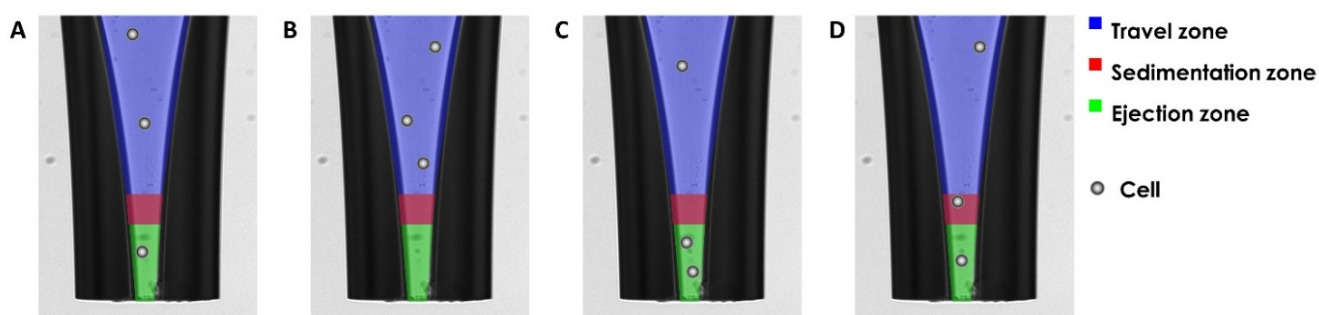 A
B
C
D
Travel zone
Sedimentation zone
Ejection zone
Cell